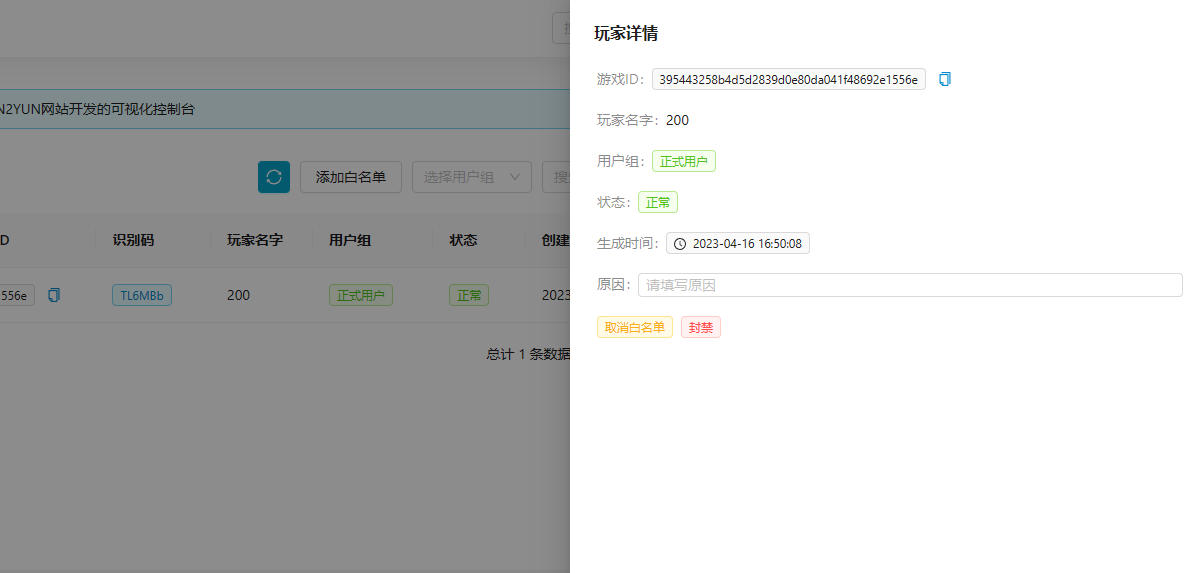 N2YUN网站开发的可视化控制台
添加白名单 选择用户组
D 识别码 玩家名字 用户组 状态 创建
556e TL6MBb 200 正式用户 正常 2023
总计 1 条数据
玩家详情
游戏ID: 395443258b4d5d2839d0e80da041f48692e1556e
玩家名字: 200
用户组: 正式用户
状态: 正常
生成时间: 2023-04-16 16:50:08
原因: 请填写原因
取消白名单 封禁